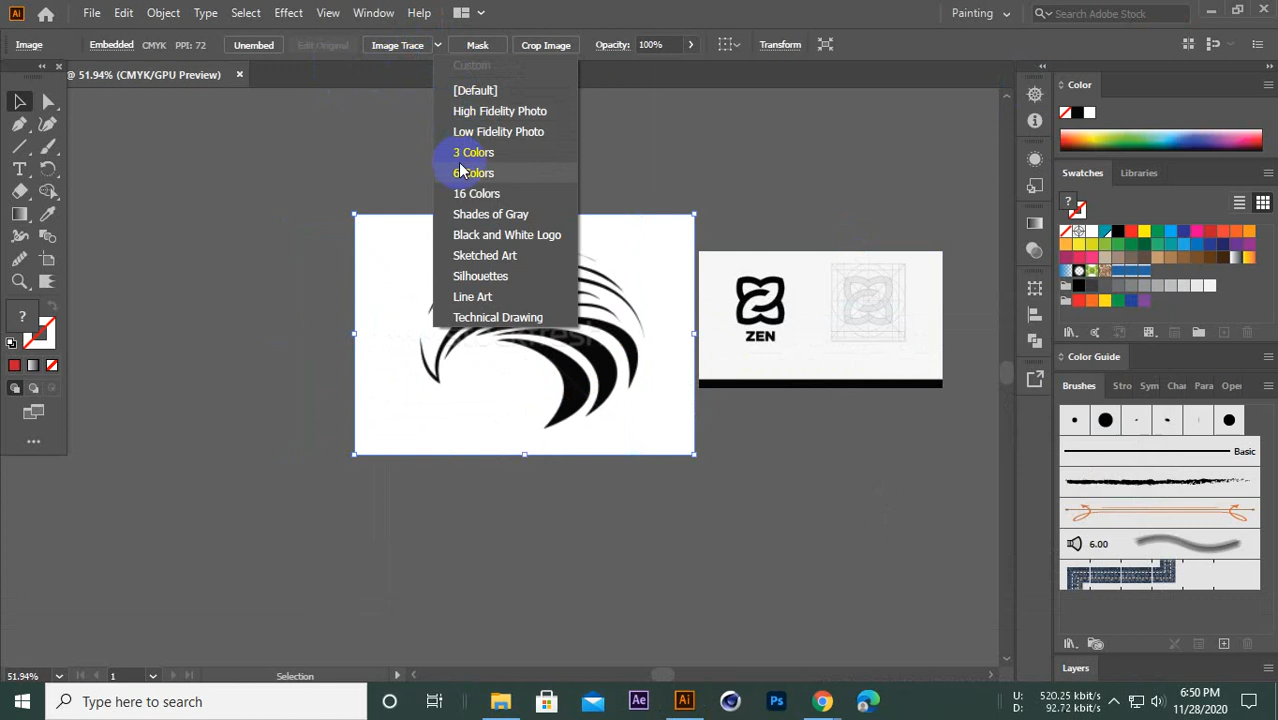 Ai File Edit Object Type Select Effect View Window Help Painting Search Adobe Stock
Image Embedded CMYK PPI: 72 Unembed Edit Original Image Trace Mask Crop Image Opacity: 100% Transform
@ 51.94% (CMYK/GPU Preview)
Custom
[Default]
High Fidelity Photo
Low Fidelity Photo
3 Colors
6 Colors
16 Colors
Shades of Gray
Black and White Logo
Sketched Art
Silhouettes
Line Art
Technical Drawing
ZEN
?
Color
Swatches Libraries
?
Color Guide
Brushes Stro Sym Char Para Oper
Basic
6.00
Layers
51.94% 1 Selection
Type here to search
Ae Ai Ps
U: 520.25 kbit/s
D: 92.72 kbit/s
6:50 PM
11/28/2020